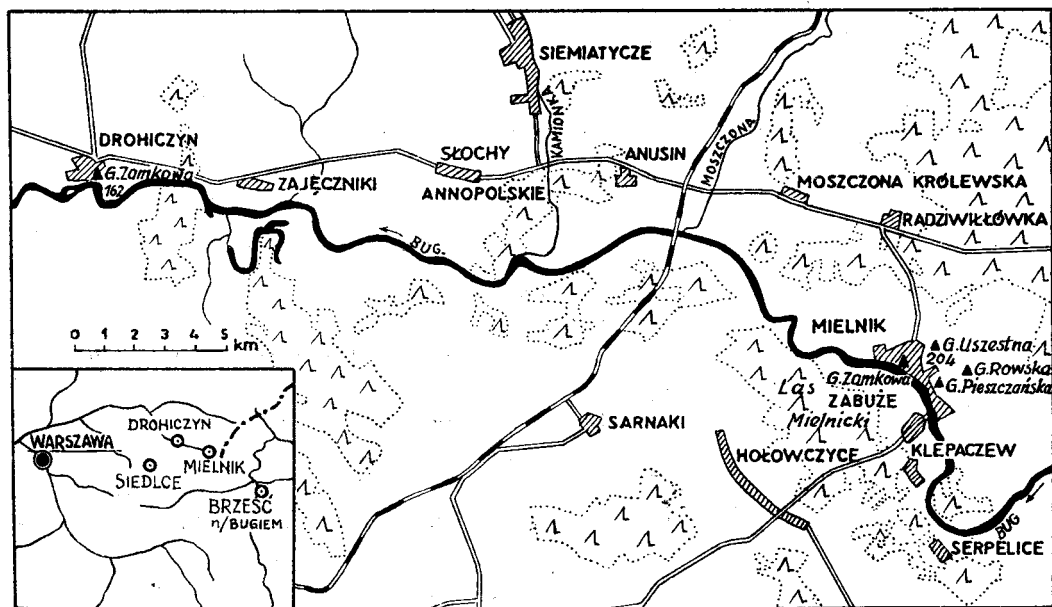 SIEMIATYCZE
KAMIONKA
MOSZCZONA
DROHICZYN
G. Zamkowa
162
ZAJĘCZNIKI
SŁOCHY
ANNOPOLSKIE
ANUSIN
MOSZCZONA KRÓLEWSKA
RADZIWIŁŁÓWKA
← BUG
0 1 2 3 4 5
km
MIELNIK
G. Uszestna
204
G. Rowska
G. Zamkowa
G. Pieszczańska
ZABUŻE
Las
Mielnicki
SARNAKI
HOŁOWCZYCE
KLEPACZEW
BUG
SERPELICE
WARSZAWA
DROHICZYN
MIELNIK
SIEDLCE
BRZEŚĆ
n/BUGIEM